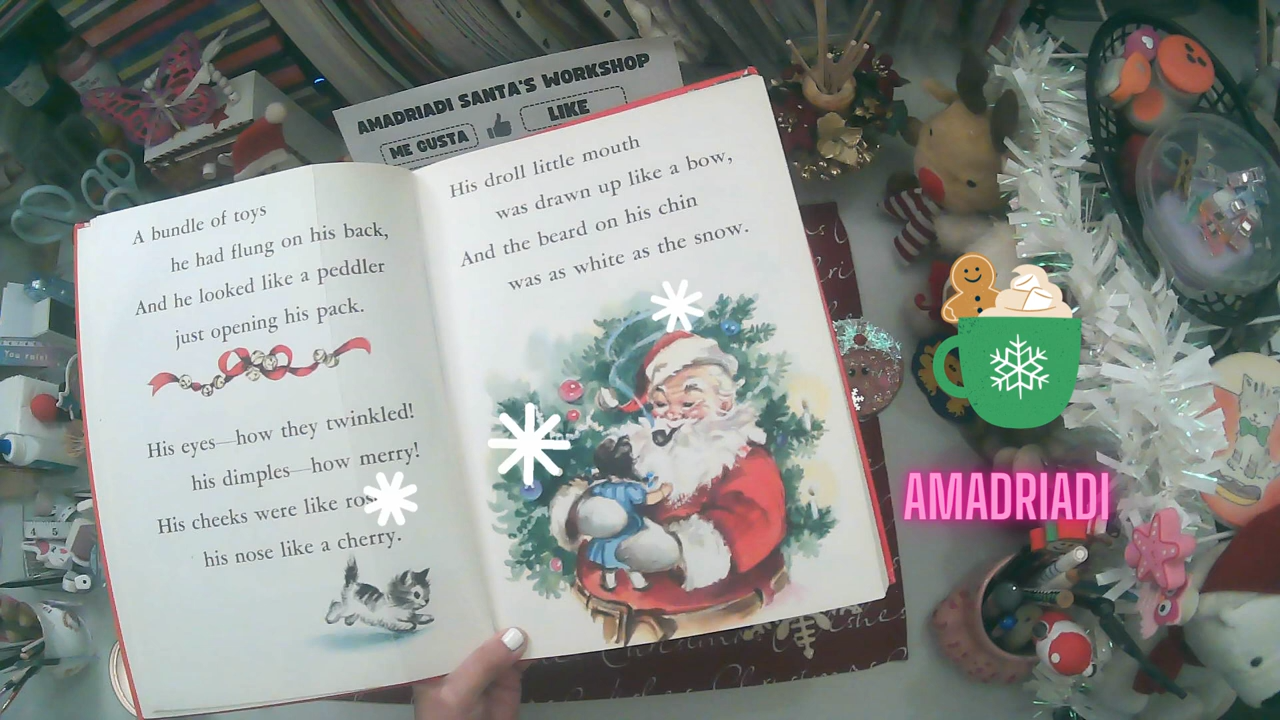 AMADRIADI SANTA'S WORKSHOP
ME GUSTA
LIKE
A bundle of toys
he had flung on his back,
And he looked like a peddler
just opening his pack.
His eyes—how they twinkled!
his dimples—how merry!
His cheeks were like
his nose like a cherry.
His droll little mouth
was drawn up like a bow,
And the beard on his chin
was as white as the snow.
AMADRIADI
You rule!